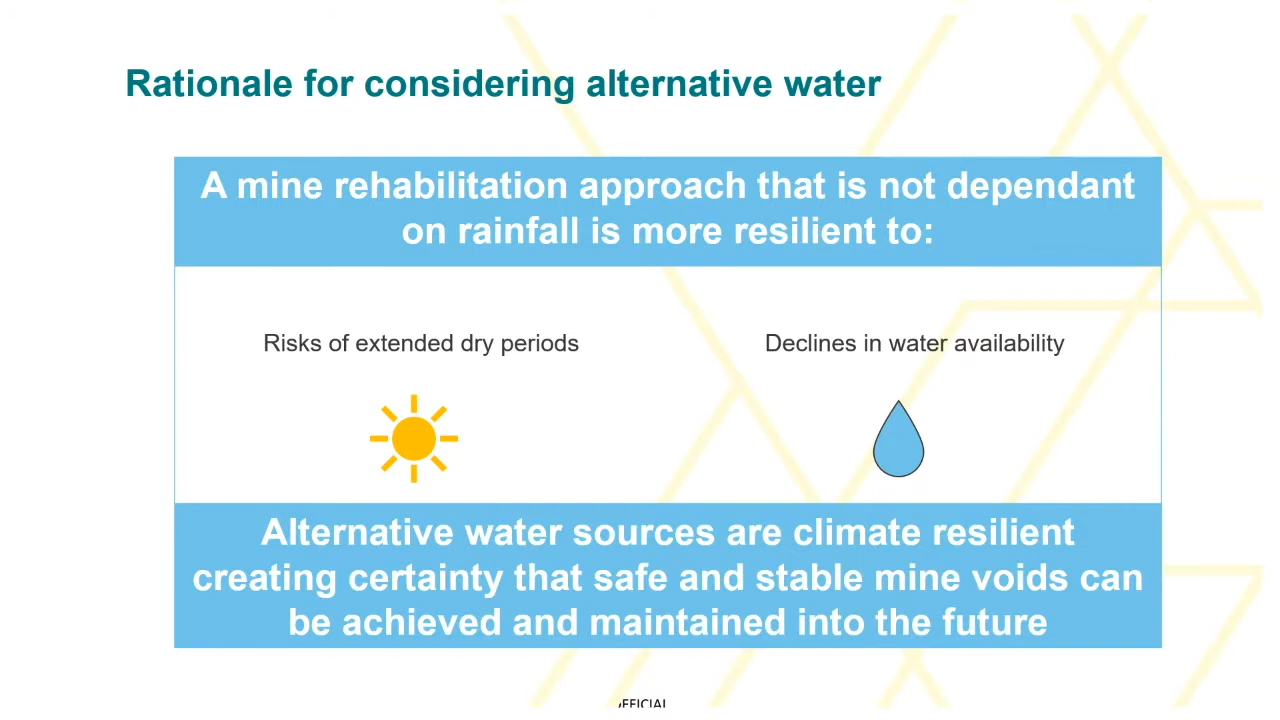 Rationale for considering alternative water
A mine rehabilitation approach that is not dependant
on rainfall is more resilient to:
Risks of extended dry periods
Declines in water availability
Alternative water sources are climate resilient
creating certainty that safe and stable mine voids can
be achieved and maintained into the future
OFFICIAL